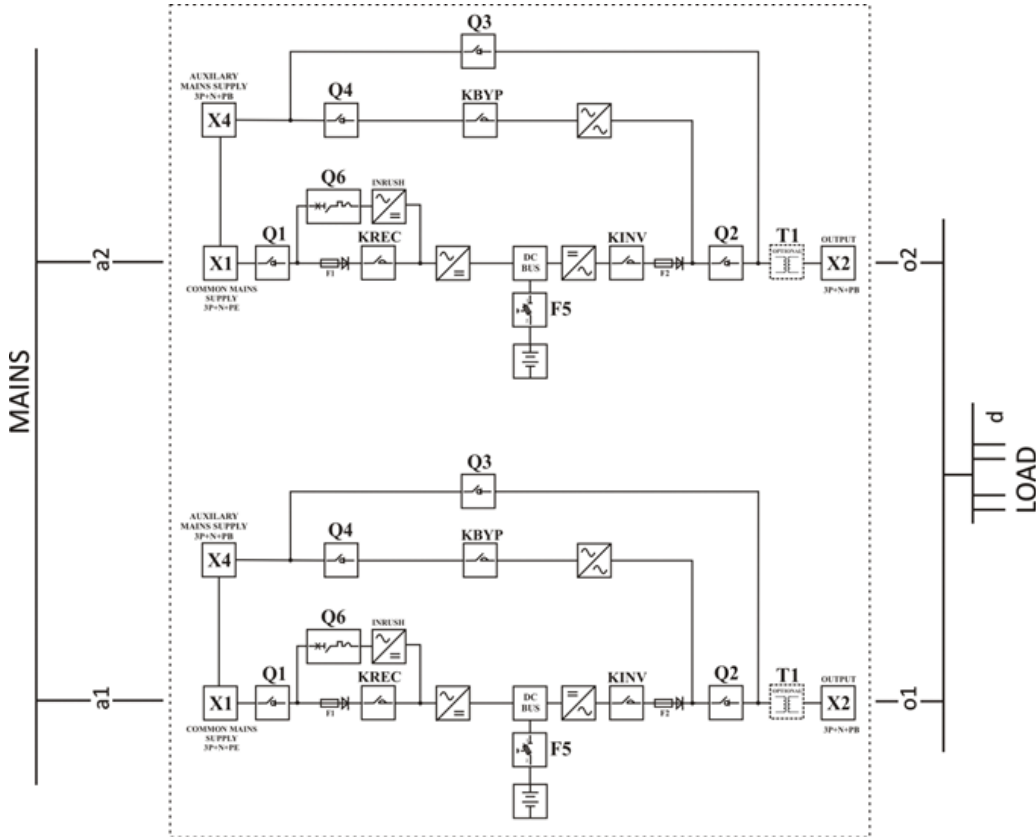 Q3
AUXILARY
MAINS SUPPLY
3P+N+PB
X4
Q4
KBYP
Q6
INRUSH
Q1
KREC
KINV
Q2
T1
OUTPUT
X1
F1
DC
BUS
F2
OPTIONAL
X2
COMMON MAINS
SUPPLY
3P+N+PE
3P+N+PB
F5
a2
o2
MAINS
d
LOAD
Q3
AUXILARY
MAINS SUPPLY
3P+N+PB
X4
Q4
KBYP
Q6
INRUSH
Q1
KREC
KINV
Q2
T1
OUTPUT
X1
F1
DC
BUS
F2
OPTIONAL
X2
COMMON MAINS
SUPPLY
3P+N+PE
3P+N+PB
F5
a1
o1